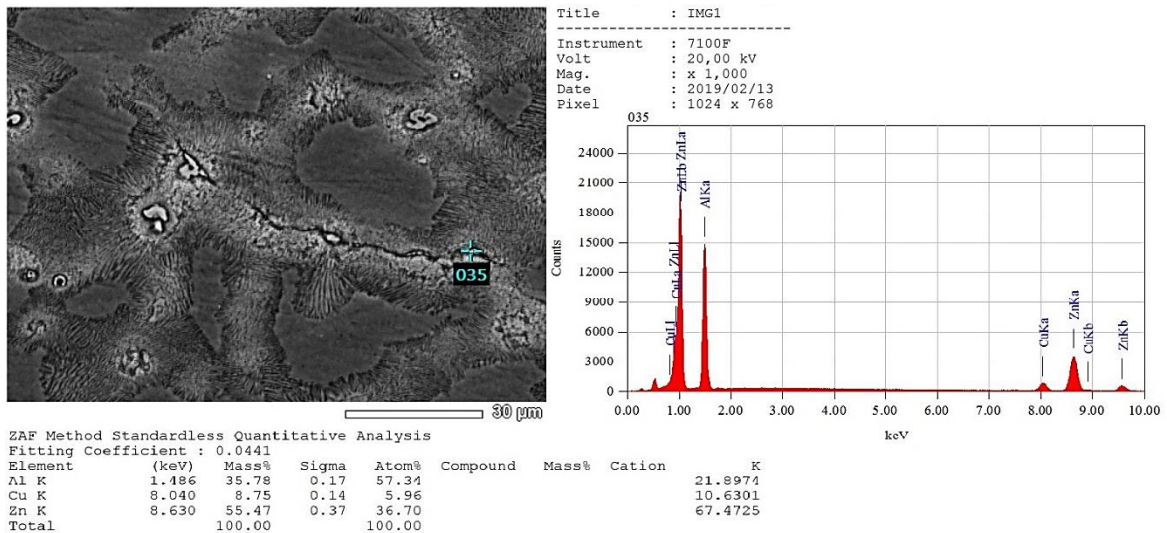 Title : IMG1
---------------------------
Instrument : 7100F
Volt : 20,00 kV
Mag. : x 1,000
Date : 2019/02/13
Pixel : 1024 x 768
035
035
Counts
24000
21000
18000
15000
12000
9000
6000
3000
0
CuLl
CuLa ZnLl
ZnLb ZnLa
AlKa
CuKa
ZnKa
CuKb
ZnKb
0.00 1.00 2.00 3.00 4.00 5.00 6.00 7.00 8.00 9.00 10.00
keV
30 µm
ZAF Method Standardless Quantitative Analysis
Fitting Coefficient : 0.0441
Element (keV) Mass% Sigma Atom% Compound Mass% Cation K
Al K 1.486 35.78 0.17 57.34 21.8974
Cu K 8.040 8.75 0.14 5.96 10.6301
Zn K 8.630 55.47 0.37 36.70 67.4725
Total 100.00 100.00